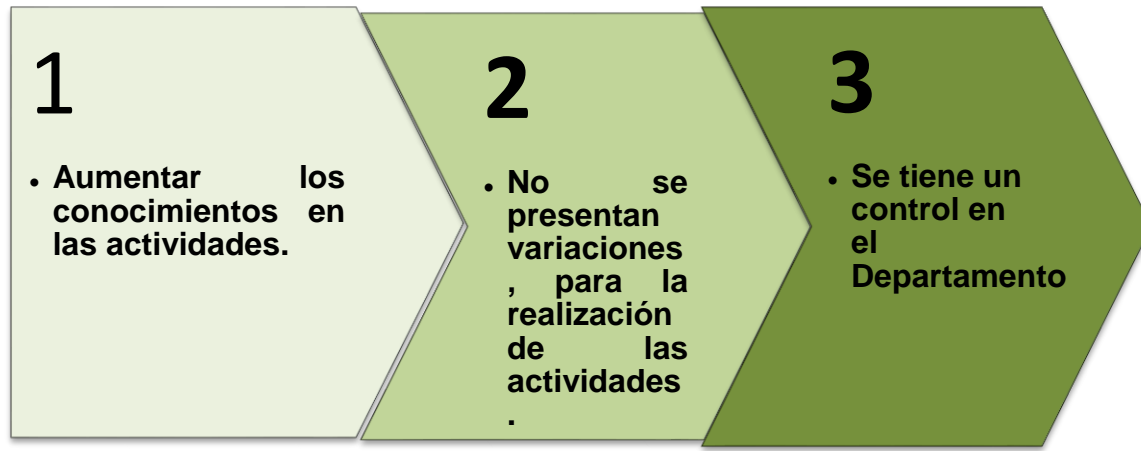 1
• Aumentar los
conocimientos en
las actividades.
2
• No se
presentan
variaciones
, para la
realización
de las
actividades
.
3
• Se tiene un
control en
el
Departamento